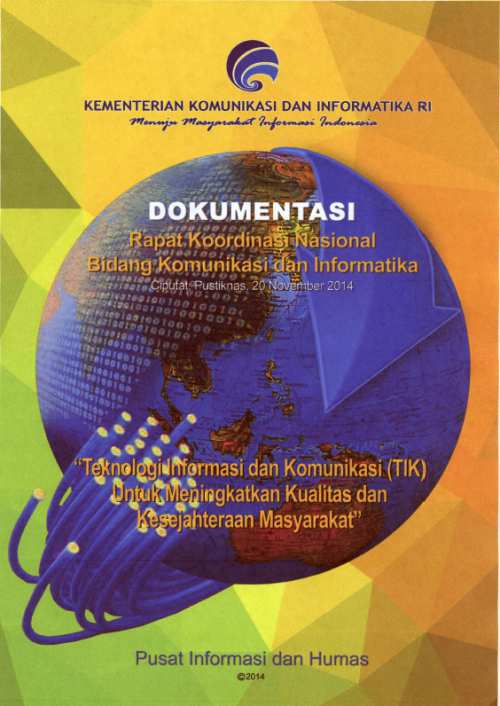 KEMENTERIAN KOMUNIKASI DAN INFORMATIKA RI
Menuju Masyarakat Informasi Indonesia
DOKUMENTASI
Rapat Koordinasi Nasional
Bidang Komunikasi dan Informatika
Ciputat, Pustiknas, 20 November 2014
“Teknologi Informasi dan Komunikasi (TIK)
Untuk Meningkatkan Kualitas dan
Kesejahteraan Masyarakat”
Pusat Informasi dan Humas
©2014